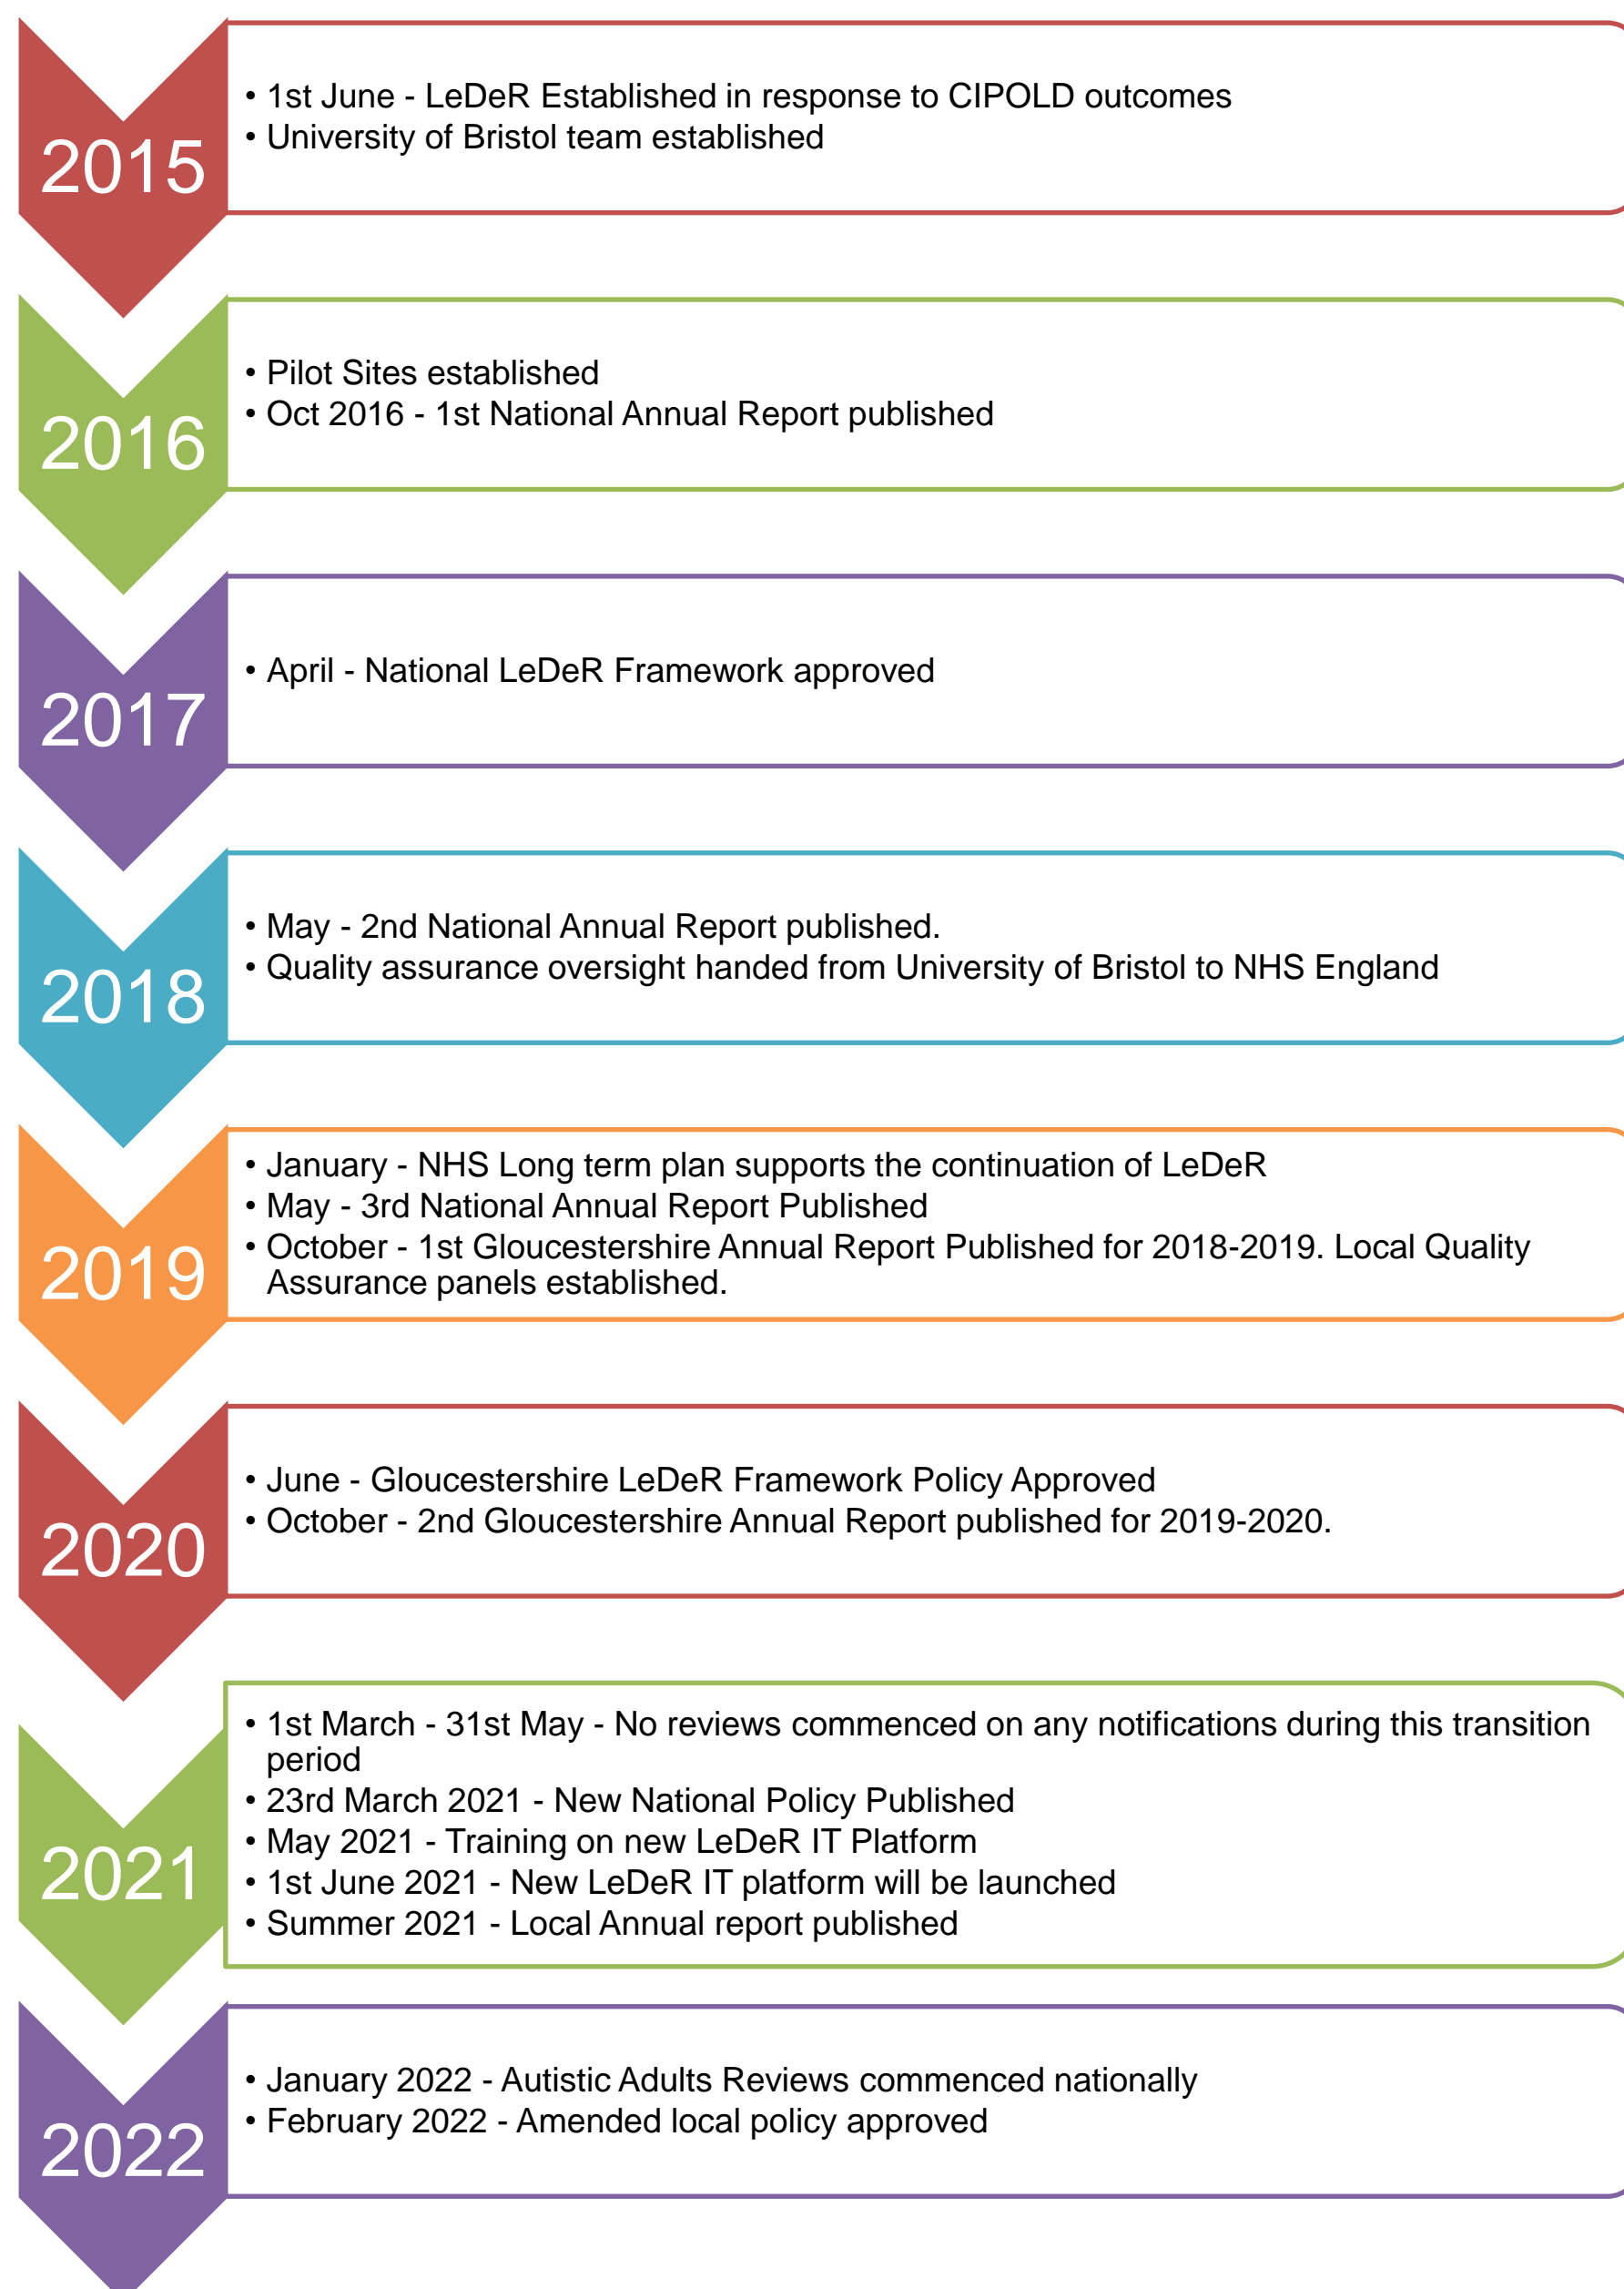 2015
• 1st June - LeDeR Established in response to CIPOLD outcomes
• University of Bristol team established
2016
• Pilot Sites established
• Oct 2016 - 1st National Annual Report published
2017
• April - National LeDeR Framework approved
2018
• May - 2nd National Annual Report published.
• Quality assurance oversight handed from University of Bristol to NHS England
2019
• January - NHS Long term plan supports the continuation of LeDeR
• May - 3rd National Annual Report Published
• October - 1st Gloucestershire Annual Report Published for 2018-2019. Local Quality
Assurance panels established.
2020
• June - Gloucestershire LeDeR Framework Policy Approved
• October - 2nd Gloucestershire Annual Report published for 2019-2020.
2021
• 1st March - 31st May - No reviews commenced on any notifications during this transition
period
• 23rd March 2021 - New National Policy Published
• May 2021 - Training on new LeDeR IT Platform
• 1st June 2021 - New LeDeR IT platform will be launched
• Summer 2021 - Local Annual report published
2022
• January 2022 - Autistic Adults Reviews commenced nationally
• February 2022 - Amended local policy approved